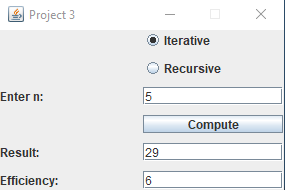 Project 3
Iterative
Recursive
Enter n: 5
Compute
Result: 29
Efficiency: 6